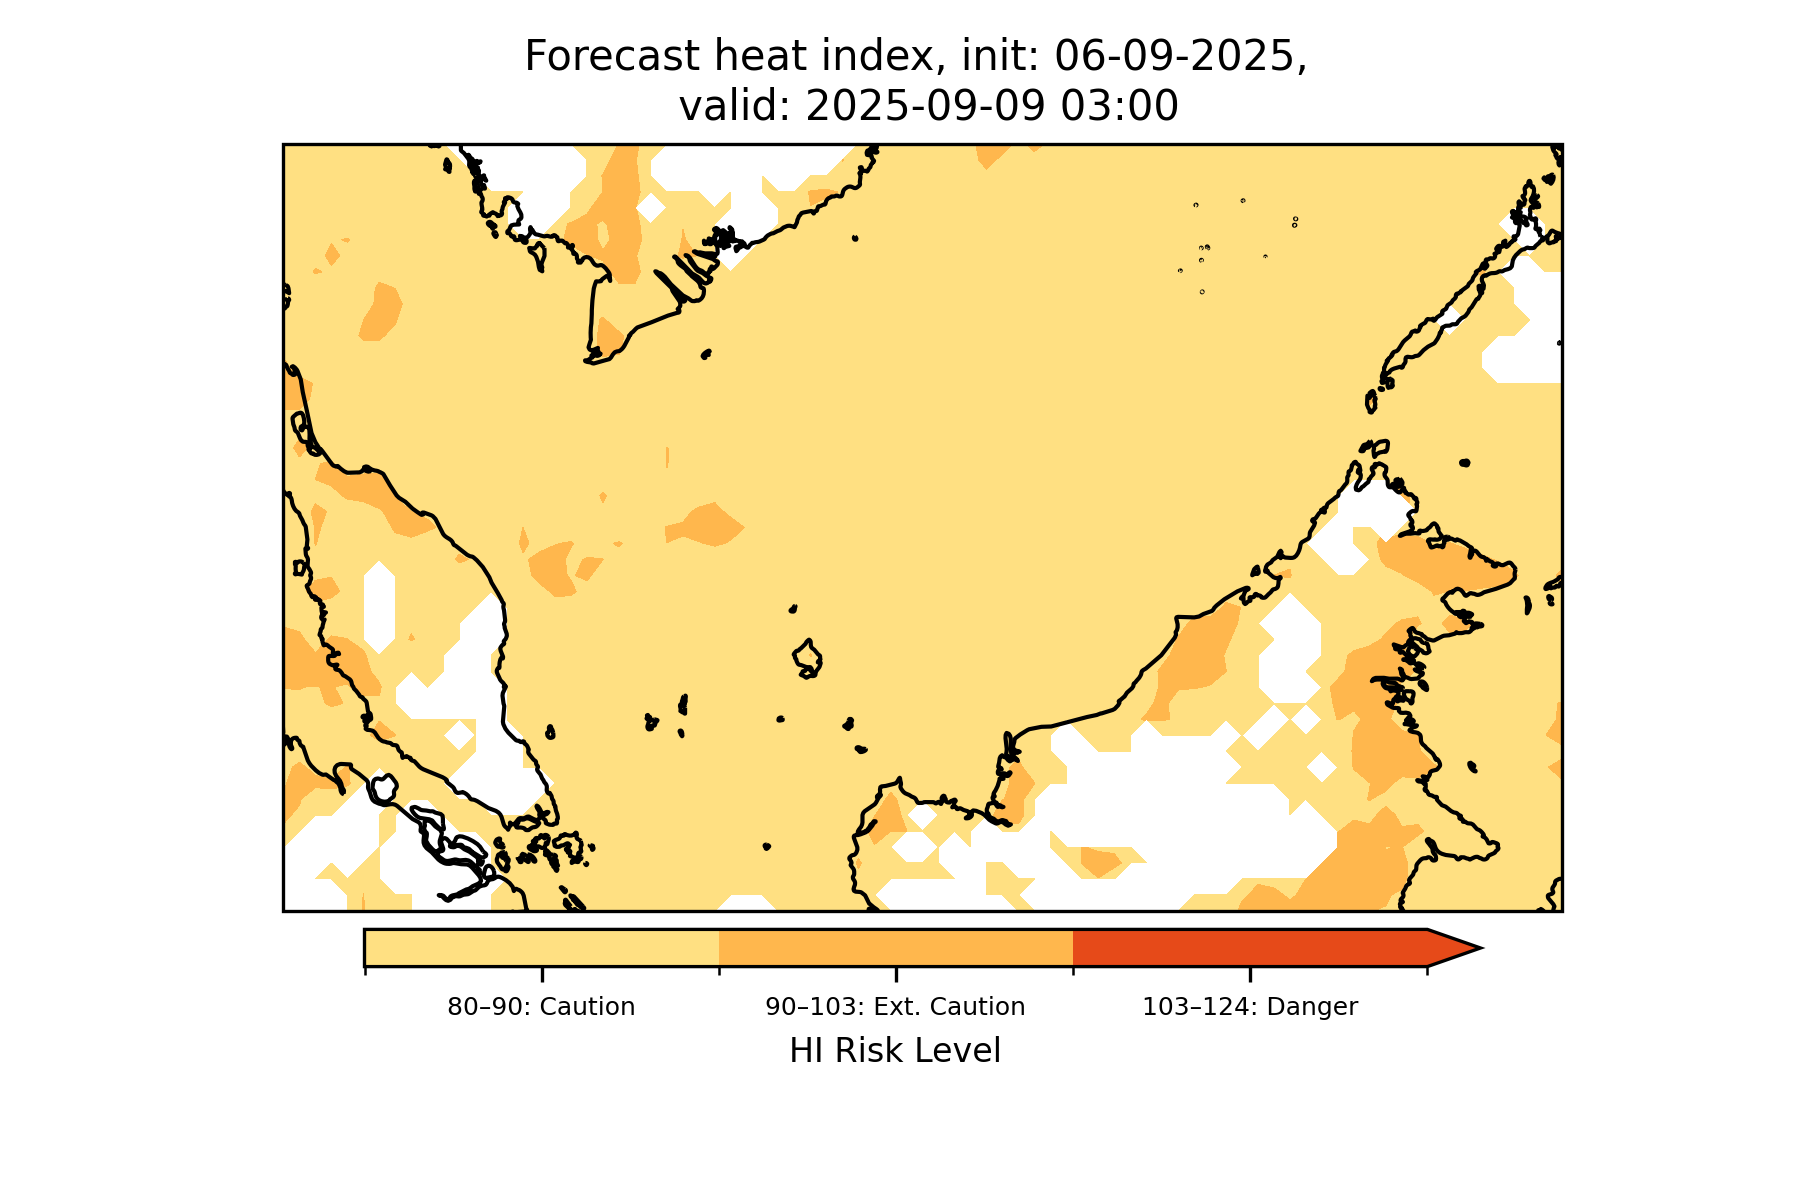 Forecast heat index, init: 06-09-2025,
valid: 2025-09-09 03:00
80–90: Caution
90–103: Ext. Caution
103–124: Danger
HI Risk Level